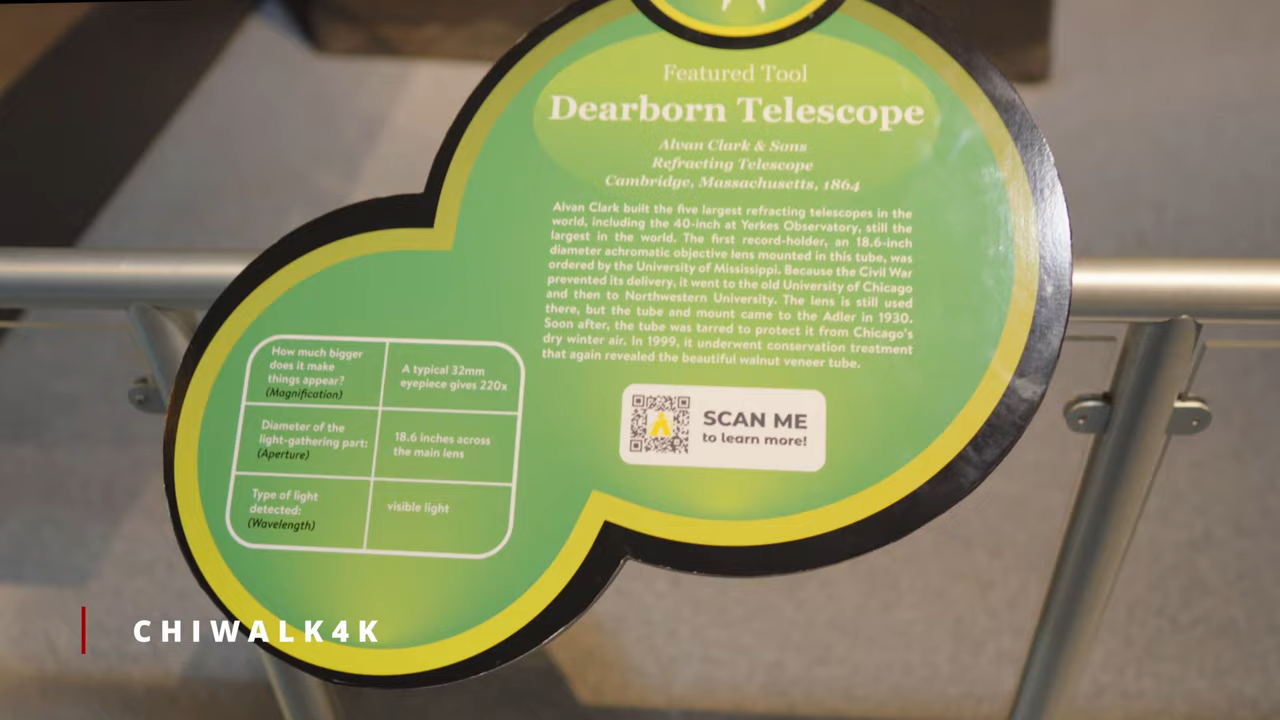 Featured Tool
Dearborn Telescope
Alvan Clark & Sons
Refracting Telescope
Cambridge, Massachusetts, 1864
Alvan Clark built the five largest refracting telescopes in the
world, including the 40-inch at Yerkes Observatory, still the
largest in the world. The first record-holder, an 18.6-inch
diameter achromatic objective lens mounted in this tube, was
ordered by the University of Mississippi. Because the Civil War
prevented its delivery, it went to the old University of Chicago
and then to Northwestern University. The lens is still used
there, but the tube and mount came to the Adler in 1930.
Soon after, the tube was tarred to protect it from Chicago's
dry winter air. In 1999, it underwent conservation treatment
that again revealed the beautiful walnut veneer tube.
SCAN ME
to learn more!
How much bigger
does it make
things appear?
(Magnification)
A typical 32mm
eyepiece gives 220x
Diameter of the
light-gathering part:
(Aperture)
18.6 inches across
the main lens
Type of light
detected:
(Wavelength)
visible light
CHIWALK4K